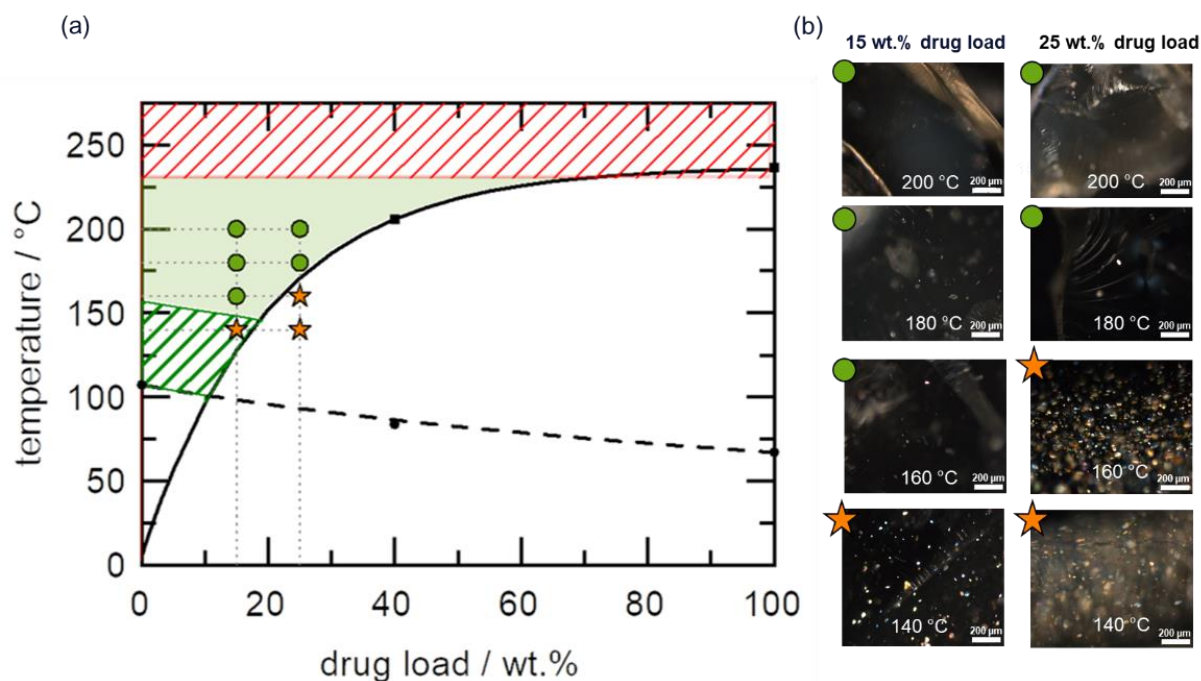 (a)
250
200
150
100
50
0
temperature / °C
0 20 40 60 80 100
drug load / wt.%
(b)
15 wt.% drug load 25 wt.% drug load
200 °C
200 µm
200 °C
200 µm
180 °C
200 µm
180 °C
200 µm
160 °C
200 µm
160 °C
200 µm
140 °C
200 µm
140 °C
200 µm